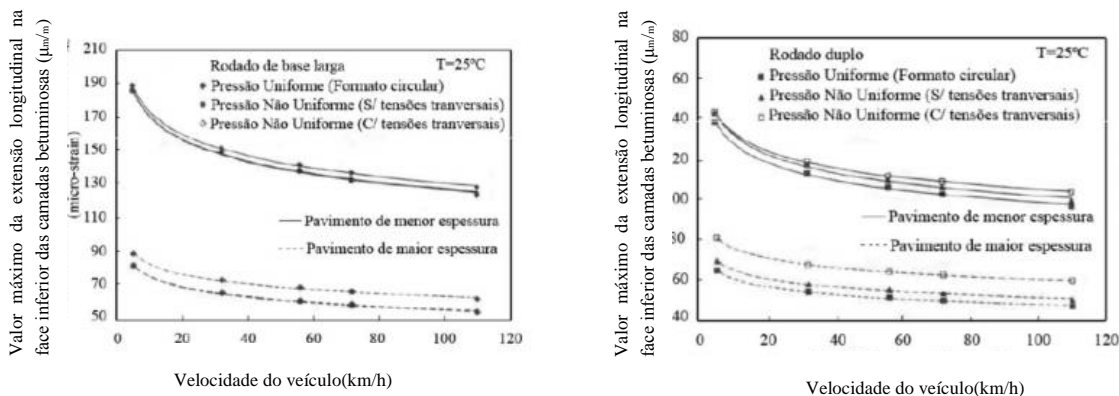 Valor máximo da extensão longitudinal na
face inferior das camadas betuminosas (μm/m)
(micro-strain)
210
190
170
150
130
110
90
70
50
Rodado de base larga T=25ºC
Pressão Uniforme (Formato circular)
Pressão Não Uniforme (S/ tensões tranversais)
Pressão Não Uniforme (C/ tensões tranversais)
Pavimento de menor espessura
Pavimento de maior espessura
0 20 40 60 80 100 120
Velocidade do veículo(km/h)
Valor máximo da extensão longitudinal na
face inferior das camadas betuminosas (μm/m)
80
60
40
20
00
80
60
40
Rodado duplo T=25ºC
Pressão Uniforme (Formato circular)
Pressão Não Uniforme (S/ tensões tranversais)
Pressão Não Uniforme (C/ tensões tranversais)
Pavimento de menor espessura
Pavimento de maior espessura
0 20 40 60 80 100 120
Velocidade do veículo(km/h)